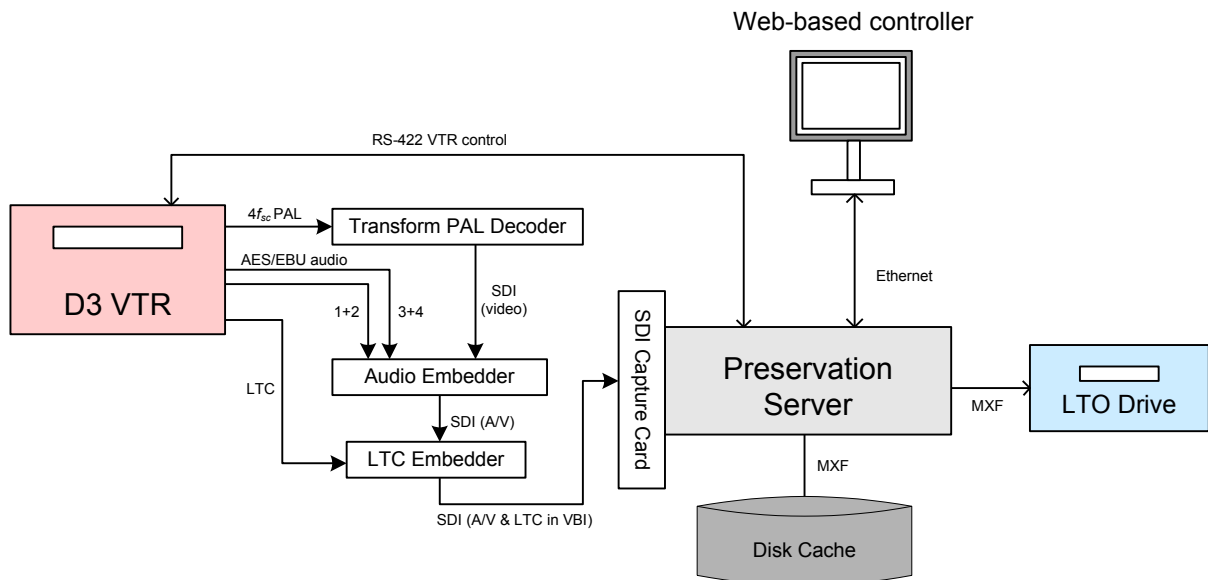 Web-based controller
RS-422 VTR control
4fsc PAL
Transform PAL Decoder
AES/EBU audio
D3 VTR
1+2
3+4
SDI
(video)
Ethernet
SDI Capture Card
Preservation
Server
Audio Embedder
LTC
MXF
LTO Drive
SDI (A/V)
LTC Embedder
MXF
SDI (A/V & LTC in VBI)
Disk Cache